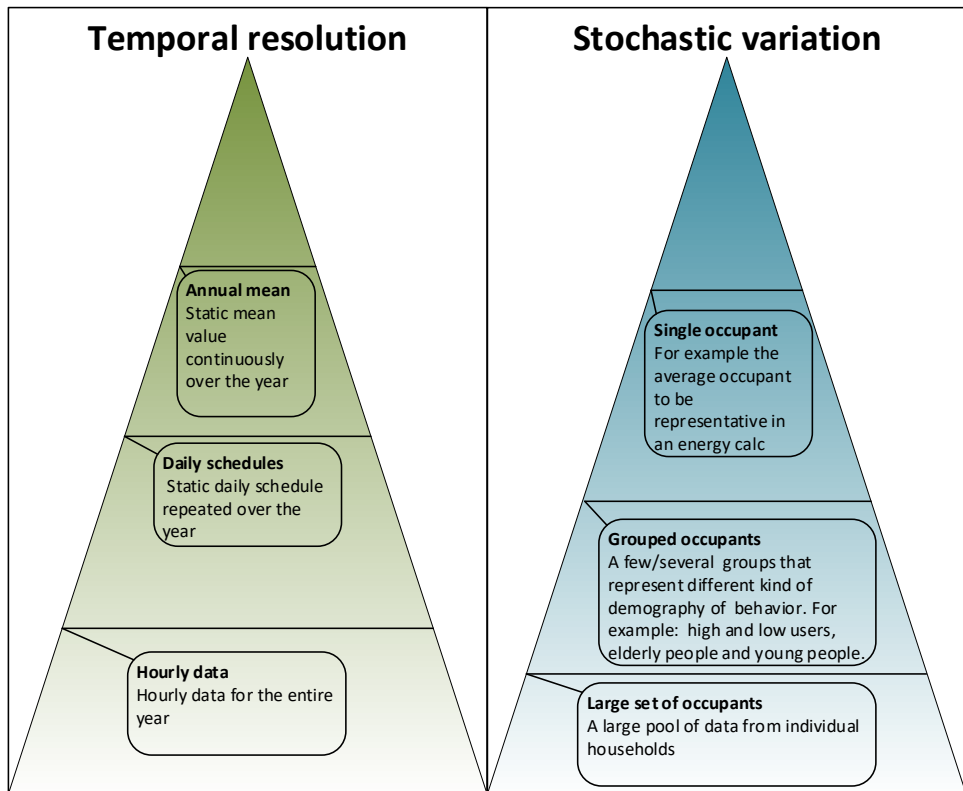 Temporal resolution
Annual mean
Static mean
value
continuously
over the year
Daily schedules
Static daily schedule
repeated over the
year
Hourly data
Hourly data for the entire
year
Stochastic variation
Single occupant
For example the
average occupant
to be
representative in
an energy calc
Grouped occupants
A few/several groups that
represent different kind of
demography of behavior. For
example: high and low users,
elderly people and young people.
Large set of occupants
A large pool of data from individual
households